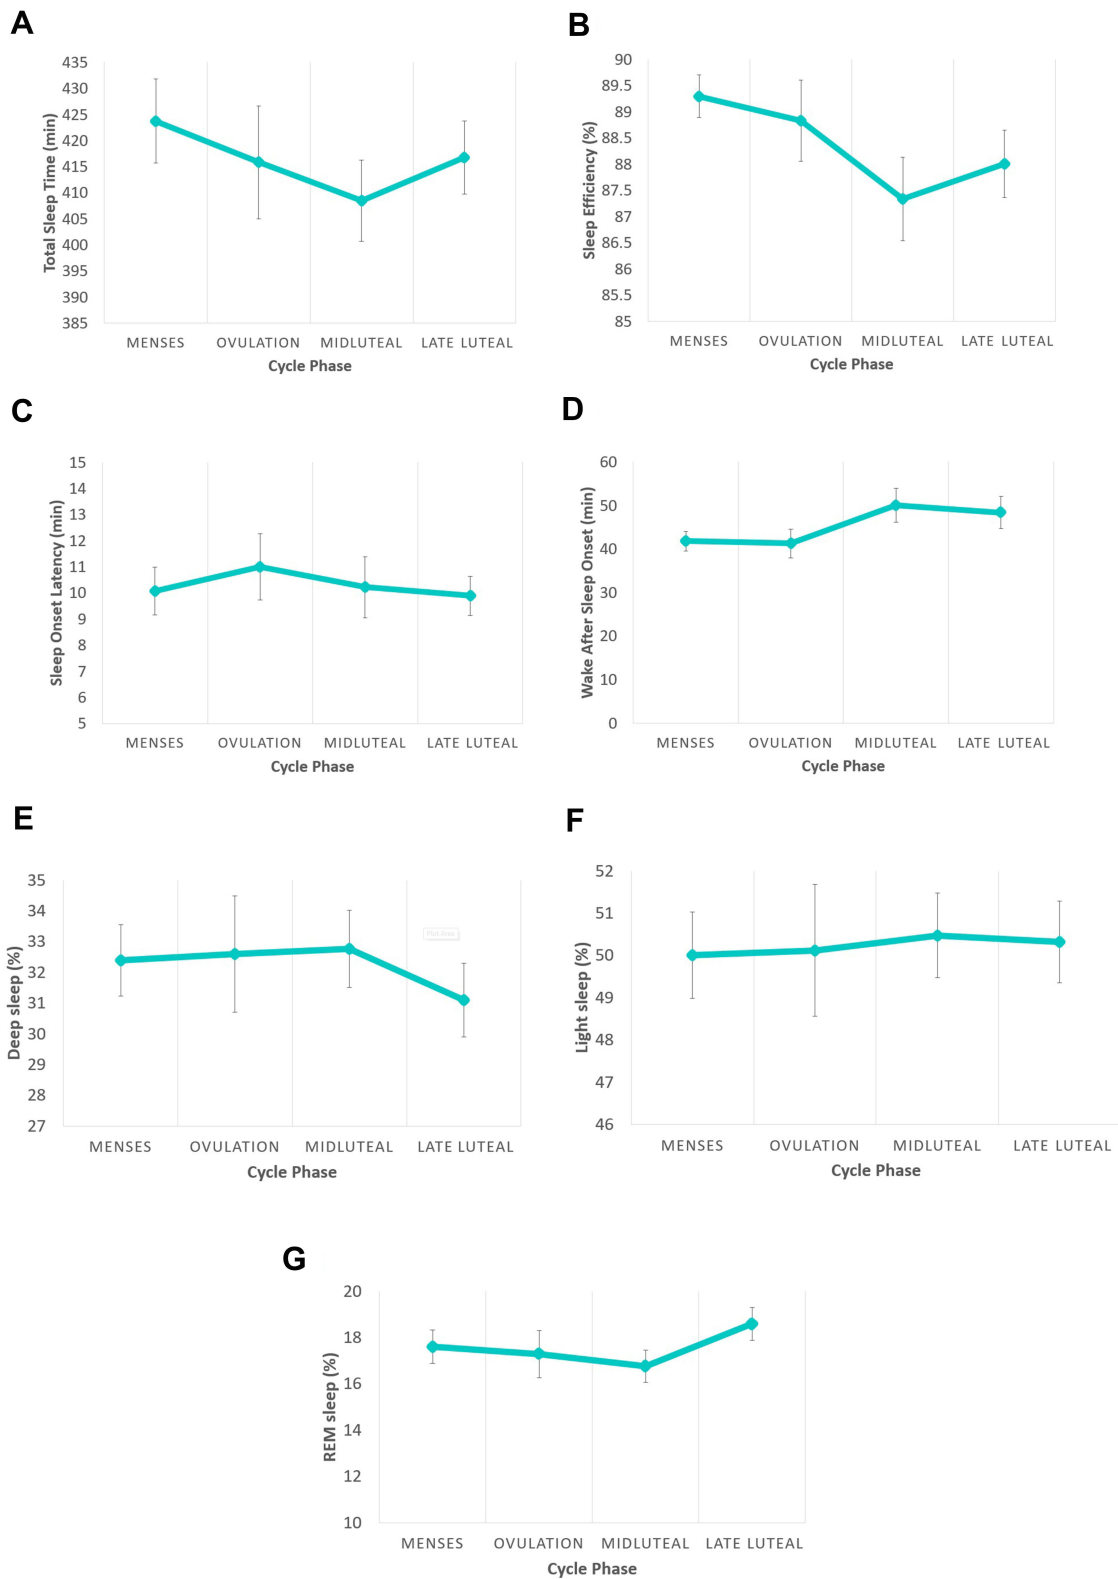 A
Total Sleep Time (min)
435
430
425
420
415
410
405
400
395
390
385
MENSES OVULATION MIDLUTEAL LATE LUTEAL
Cycle Phase
B
Sleep Efficiency (%)
90
89.5
89
88.5
88
87.5
87
86.5
86
85.5
85
MENSES OVULATION MIDLUTEAL LATE LUTEAL
Cycle Phase
C
Sleep Onset Latency (min)
15
14
13
12
11
10
9
8
7
6
5
MENSES OVULATION MIDLUTEAL LATE LUTEAL
Cycle Phase
D
Wake After Sleep Onset (min)
60
50
40
30
20
10
0
MENSES OVULATION MIDLUTEAL LATE LUTEAL
Cycle Phase
E
Deep sleep (%)
35
34
33
32
31
30
29
28
27
Plot Area
MENSES OVULATION MIDLUTEAL LATE LUTEAL
Cycle Phase
F
Light sleep (%)
52
51
50
49
48
47
46
MENSES OVULATION MIDLUTEAL LATE LUTEAL
Cycle Phase
G
REM sleep (%)
20
18
16
14
12
10
MENSES OVULATION MIDLUTEAL LATE LUTEAL
Cycle Phase